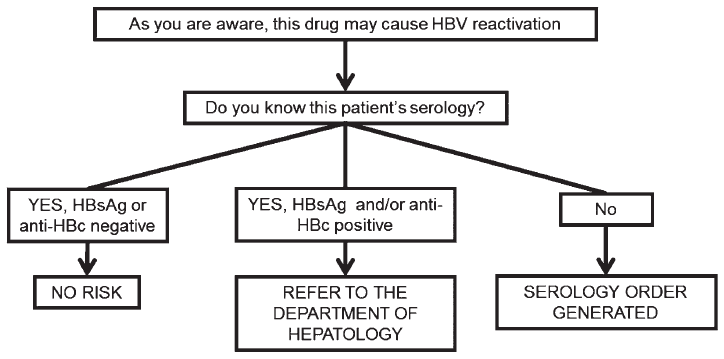 As you are aware, this drug may cause HBV reactivation
Do you know this patient's serology?
YES, HBsAg or
anti-HBc negative
YES, HBsAg and/or anti-
HBc positive
No
NO RISK
REFER TO THE
DEPARTMENT OF
HEPATOLOGY
SEROLOGY ORDER
GENERATED